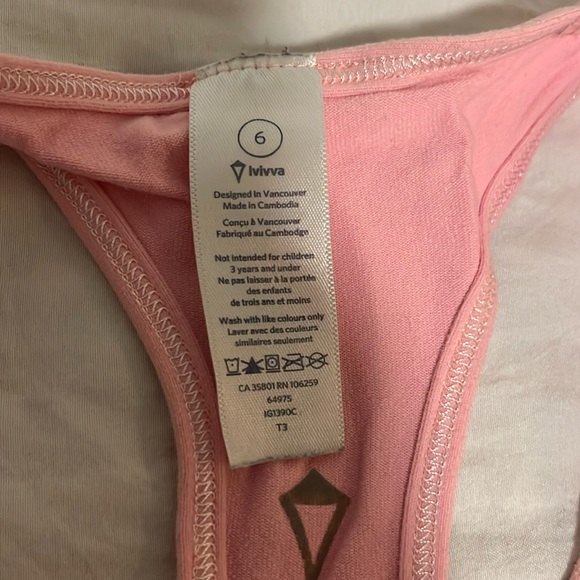 6
ivivva
Designed in Vancouver
Made in Cambodia
Conçu à Vancouver
Fabriqué au Cambodge
Not intended for children
3 years and under
Ne pas laisser à la portée
des enfants
de trois ans et moins
Wash with like colours only
Laver avec des couleurs
similaires seulement
CA 35801 RN 106259
64975
IG1390C
T3